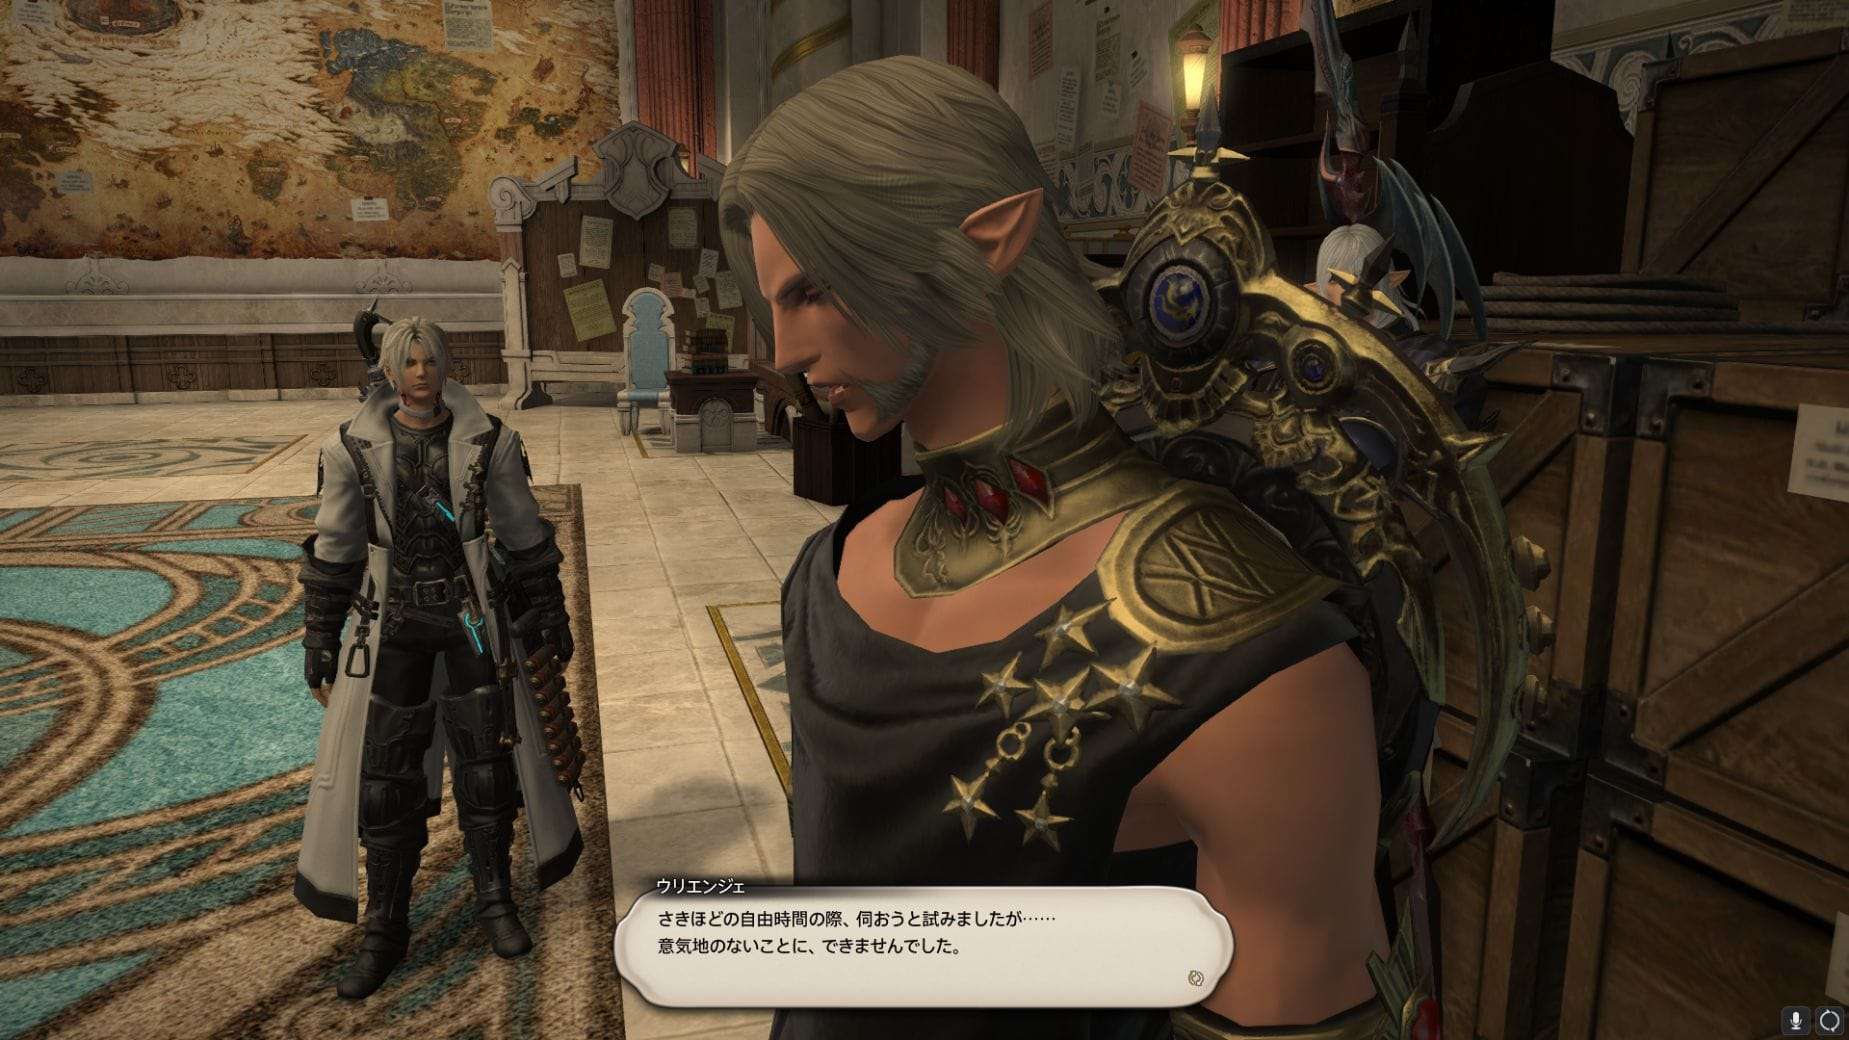 ウリエンジェ
さきほどの自由時間の際、伺おうと試みましたが……
意気地のないことに、できませんでした。